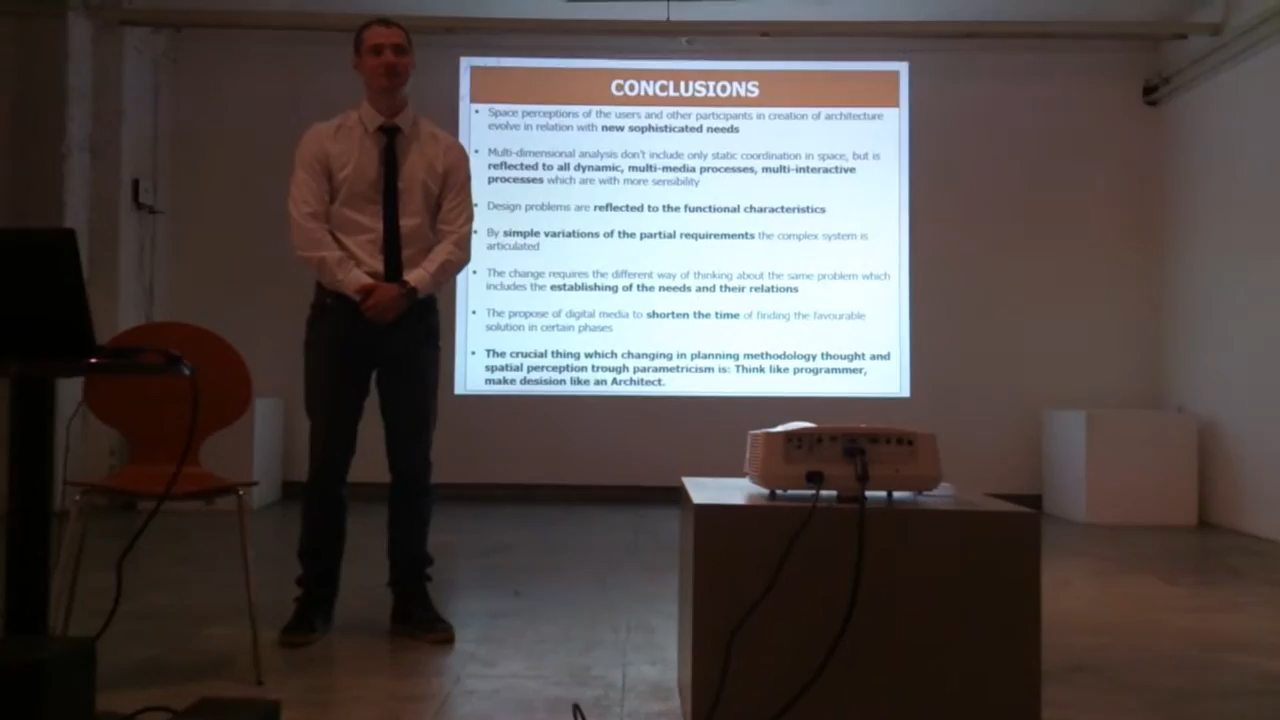 CONCLUSIONS
• Space perceptions of the users and other participants in creation of architecture
evolve in relation with new sophisticated needs
• Multi-dimensional analysis don't include only static coordination in space, but is
reflected to all dynamic, multi-media processes, multi-interactive
processes which are with more sensibility
• Design problems are reflected to the functional characteristics
• By simple variations of the partial requirements the complex system is
articulated
• The change requires the different way of thinking about the same problem which
includes the establishing of the needs and their relations
• The propose of digital media to shorten the time of finding the favourable
solution in certain phases
• The crucial thing which changing in planning methodology thought and
spatial perception trough parametricism is: Think like programmer,
make desision like an Architect.